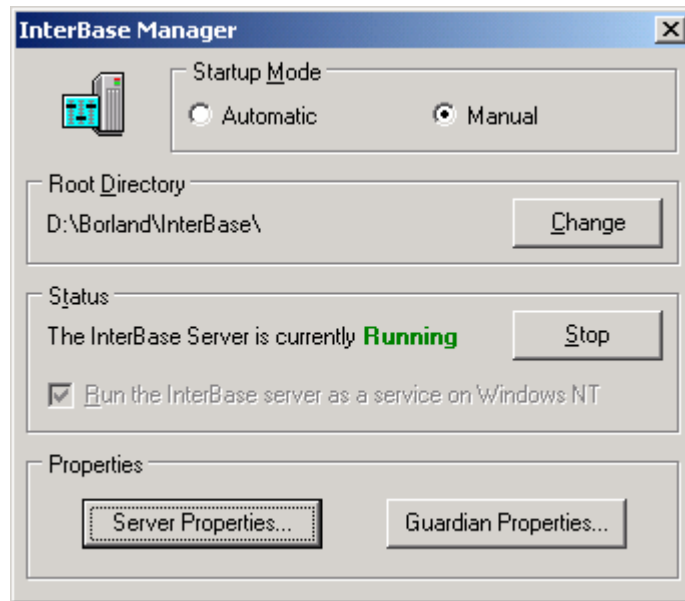 InterBase Manager
Startup Mode
Automatic
Manual
Root Directory
D:\Borland\InterBase\
Change
Status
The InterBase Server is currently Running
Stop
Run the InterBase server as a service on Windows NT
Properties
Server Properties...
Guardian Properties...